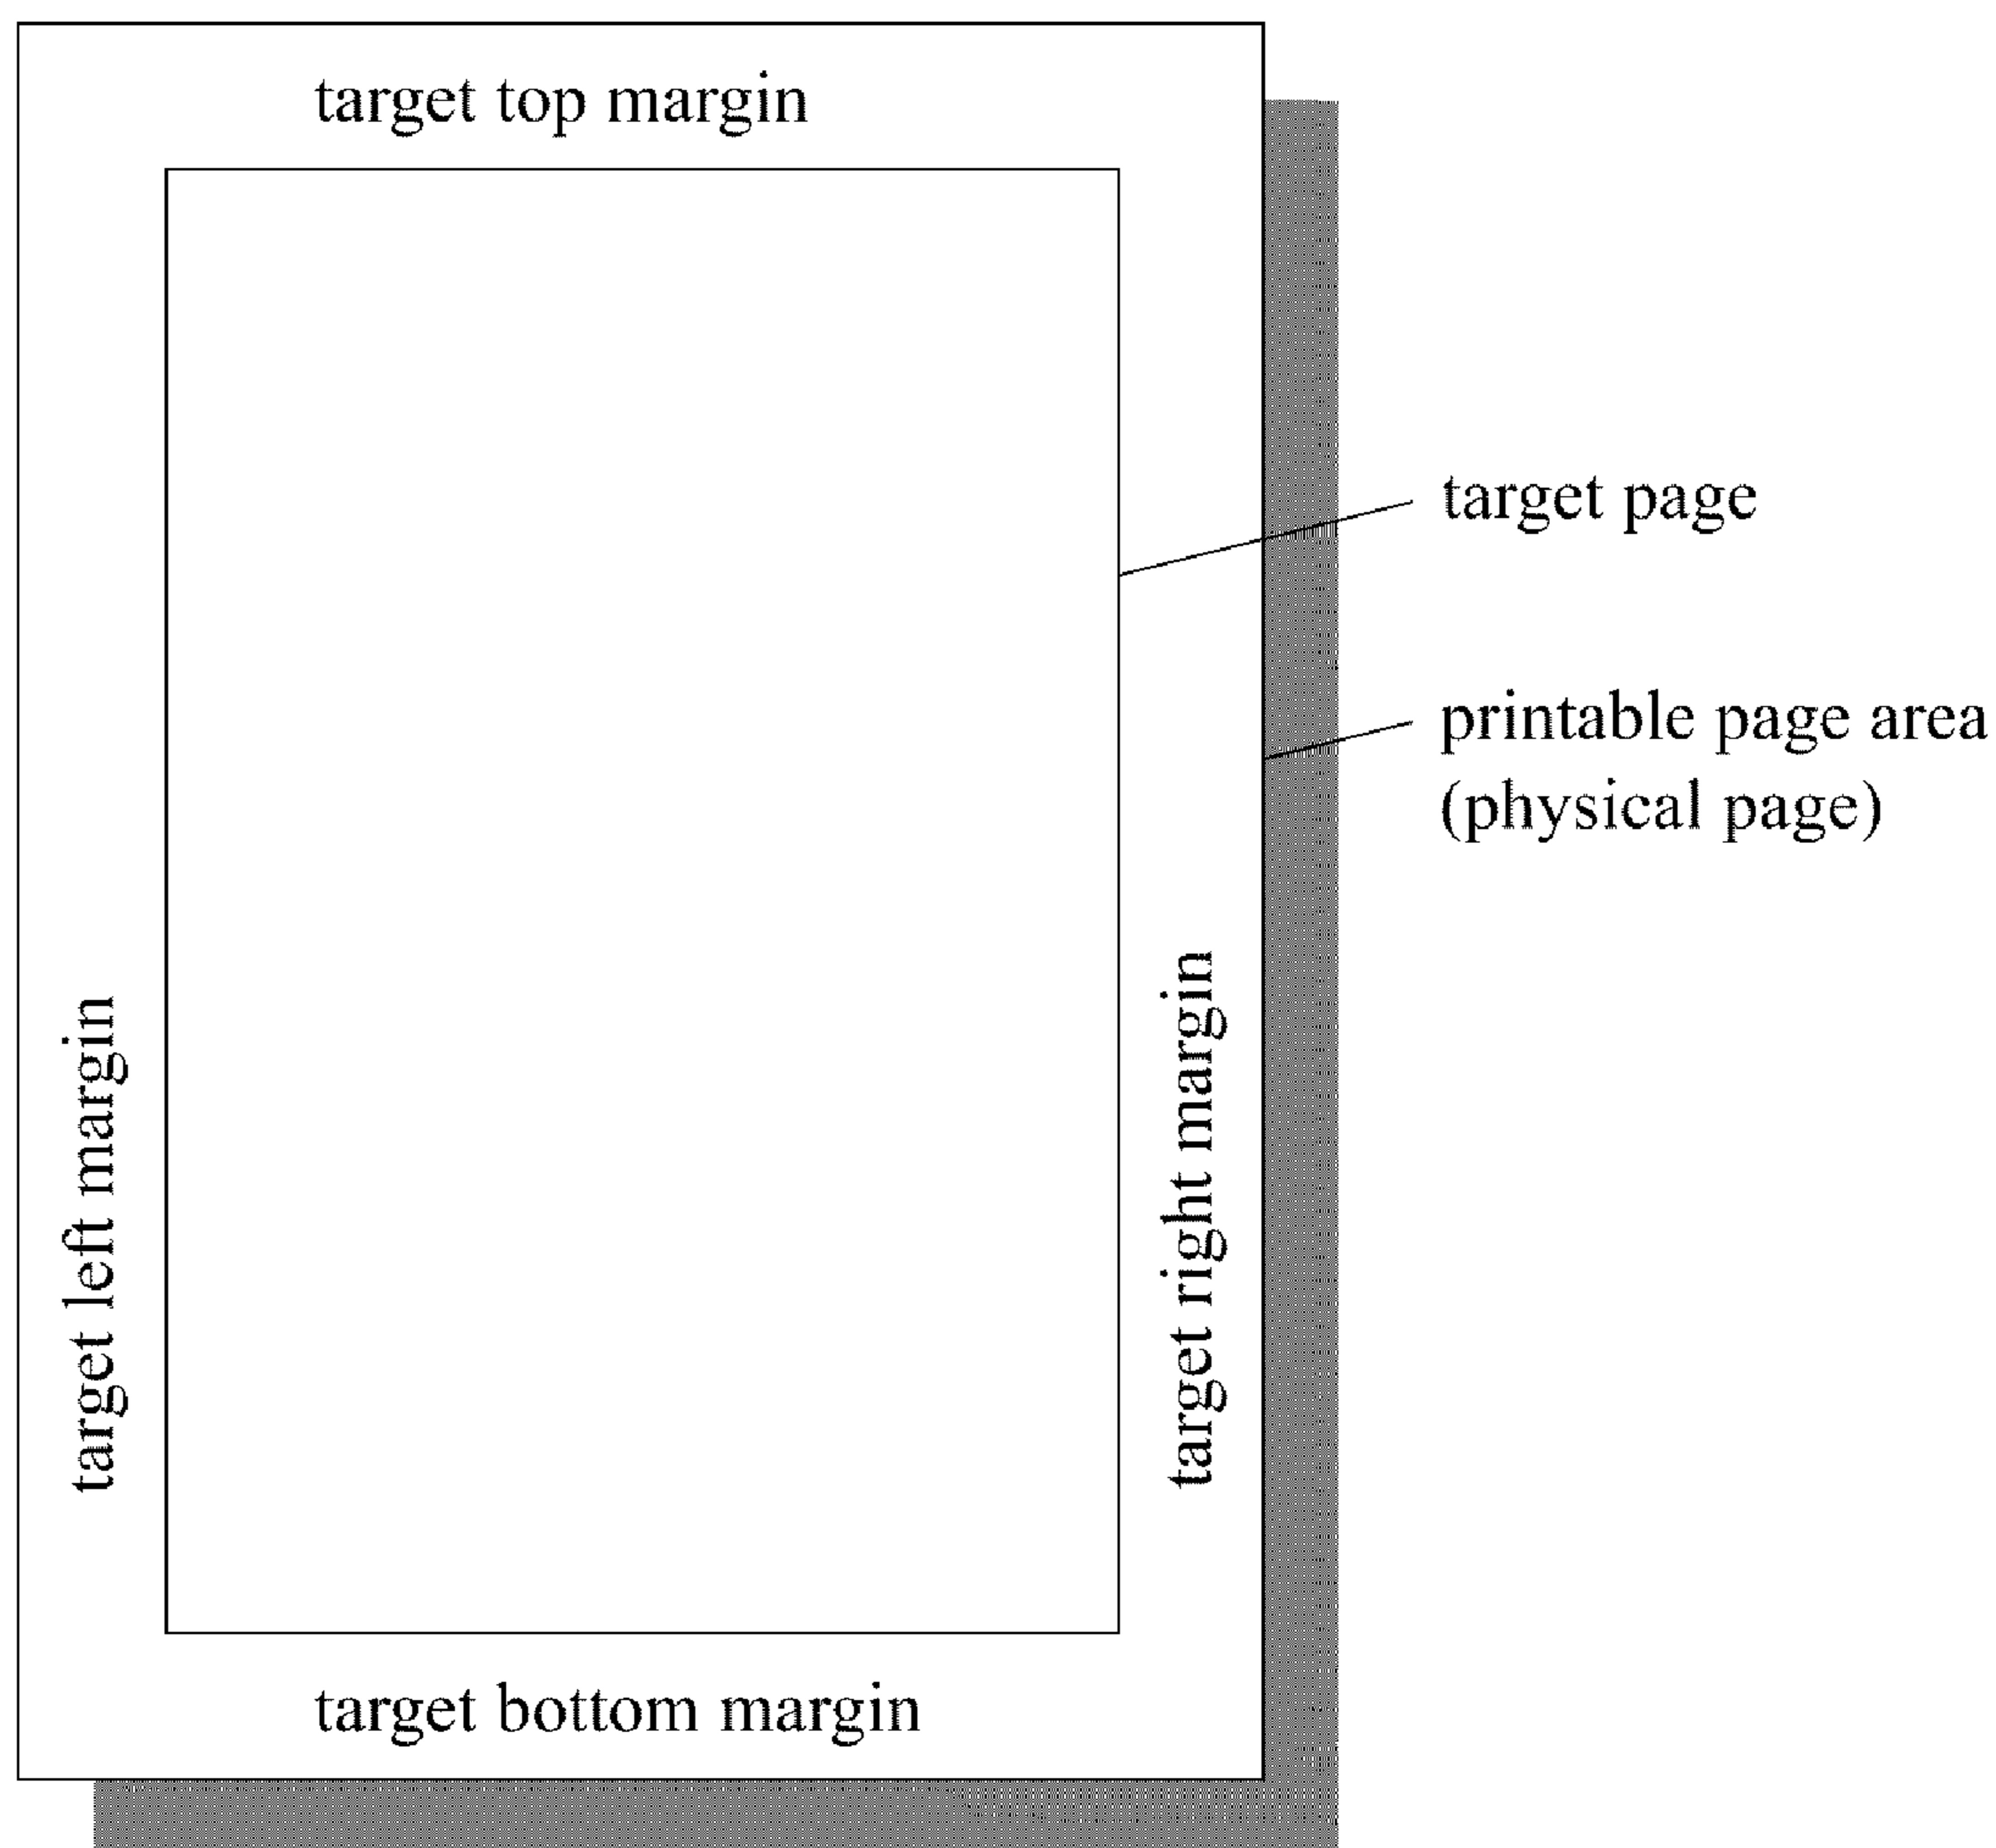 target top margin
target page
printable page area
(physical page)
target left margin
target right margin
target bottom margin